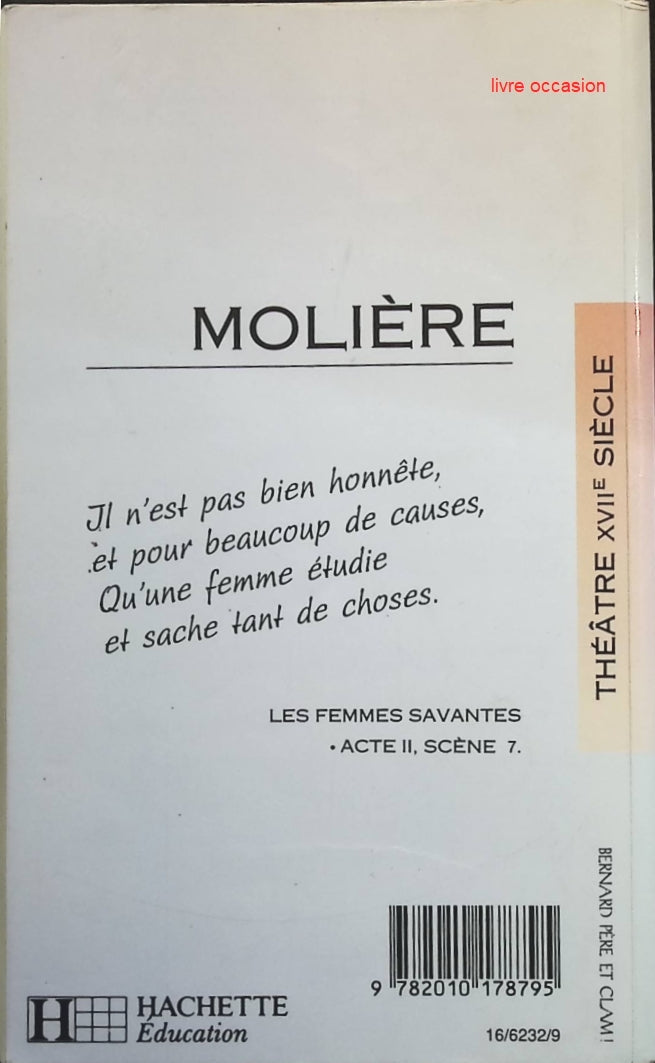 livre occasion
MOLIÈRE
Il n'est pas bien honnête,
et pour beaucoup de causes,
Qu'une femme étudie
et sache tant de choses.
LES FEMMES SAVANTES
• ACTE II, SCÈNE 7.
THÉÂTRE XVIIE SIÈCLE
BERNARD PÈRE ET CLAM!
9 782010 178795
H HACHETTE
Éducation
16/6232/9